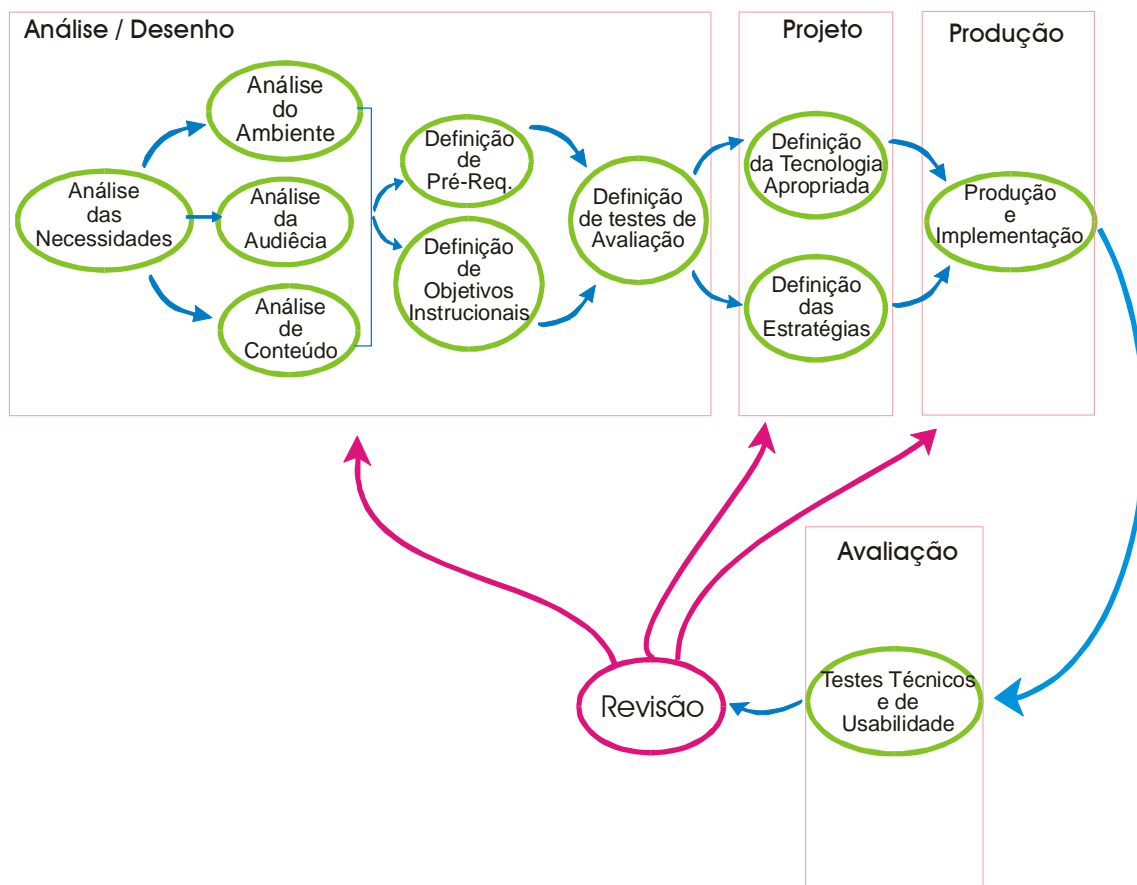 Análise / Desenho
Projeto
Produção
Análise
do
Ambiente
Análise
das
Necessidades
Análise
da
Audiêcia
Análise
de
Conteúdo
Definição
de
Pré-Req.
Definição
de
Objetivos
Instrucionais
Definição
de testes de
Avaliação
Definição
da Tecnologia
Apropriada
Definição
das
Estratégias
Produção
e
Implementação
Avaliação
Testes Técnicos
e de
Usabilidade
Revisão